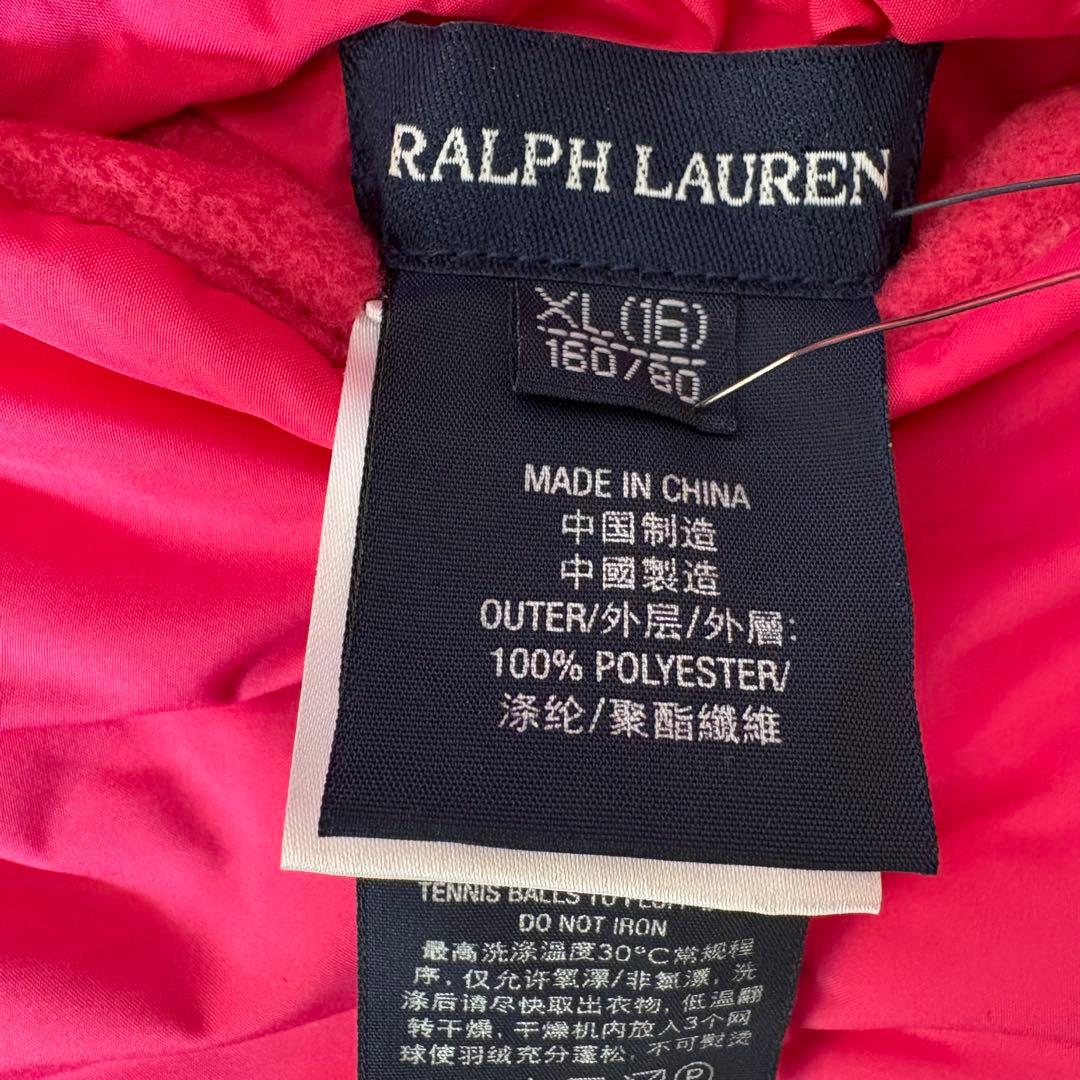 RALPH LAUREN
XL(16)
160/80
MADE IN CHINA
中国制造
中國製造
OUTER/外层/外層:
100% POLYESTER/
涤纶/聚酯纖維
TENNIS BALLS TO
DO NOT IRON
最高洗涤温度30°C常规程
序, 仅允许氧漂/非氯漂, 洗
涤后请尽快取出衣物, 低温翻
转干燥, 干燥机内放入3个网
球使羽绒充分蓬松, 不可熨烫
P